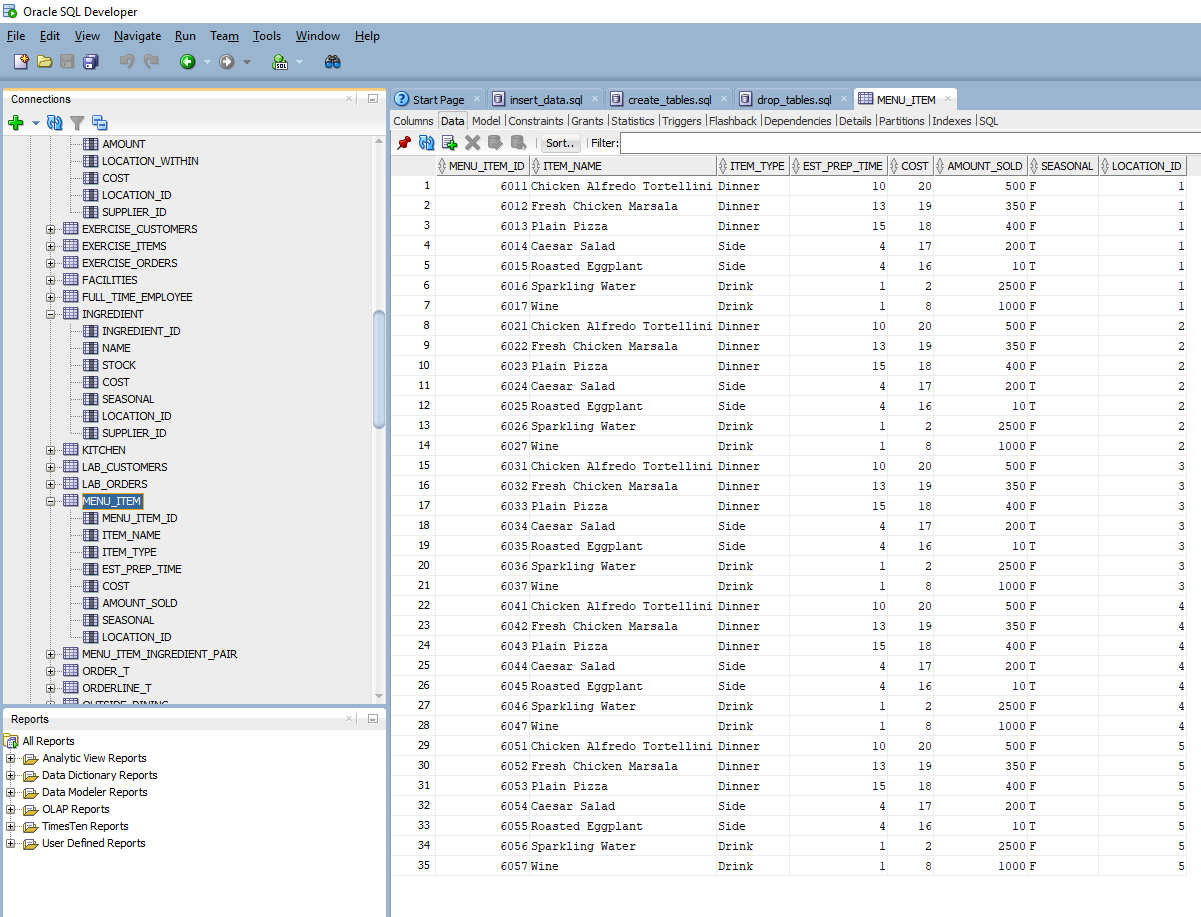 Oracle SQL Developer
File Edit View Navigate Run Team Tools Window Help
Connections
AMOUNT
LOCATION_WITHIN
COST
LOCATION_ID
SUPPLIER_ID
EXERCISE_CUSTOMERS
EXERCISE_ITEMS
EXERCISE_ORDERS
FACILITIES
FULL_TIME_EMPLOYEE
INGREDIENT
INGREDIENT_ID
NAME
STOCK
COST
SEASONAL
LOCATION_ID
SUPPLIER_ID
KITCHEN
LAB_CUSTOMERS
LAB_ORDERS
MENU_ITEM
MENU_ITEM_ID
ITEM_NAME
ITEM_TYPE
EST_PREP_TIME
COST
AMOUNT_SOLD
SEASONAL
LOCATION_ID
MENU_ITEM_INGREDIENT_PAIR
ORDER_T
ORDERLINE_T
OUTSIDE_DINING
Reports
All Reports
Analytic View Reports
Data Dictionary Reports
Data Modeler Reports
OLAP Reports
TimesTen Reports
User Defined Reports
Start Page insert_data.sql create_tables.sql drop_tables.sql MENU_ITEM
Columns Data Model Constraints Grants Statistics Triggers Flashback Dependencies Details Partitions Indexes SQL
Sort.. Filter:
MENU_ITEM_ID ITEM_NAME ITEM_TYPE EST_PREP_TIME COST AMOUNT_SOLD SEASONAL LOCATION_ID
1 6011 Chicken Alfredo Tortellini Dinner 10 20 500 F 1
2 6012 Fresh Chicken Marsala Dinner 13 19 350 F 1
3 6013 Plain Pizza Dinner 15 18 400 F 1
4 6014 Caesar Salad Side 4 17 200 T 1
5 6015 Roasted Eggplant Side 4 16 10 T 1
6 6016 Sparkling Water Drink 1 2 2500 F 1
7 6017 Wine Drink 1 8 1000 F 1
8 6021 Chicken Alfredo Tortellini Dinner 10 20 500 F 2
9 6022 Fresh Chicken Marsala Dinner 13 19 350 F 2
10 6023 Plain Pizza Dinner 15 18 400 F 2
11 6024 Caesar Salad Side 4 17 200 T 2
12 6025 Roasted Eggplant Side 4 16 10 T 2
13 6026 Sparkling Water Drink 1 2 2500 F 2
14 6027 Wine Drink 1 8 1000 F 2
15 6031 Chicken Alfredo Tortellini Dinner 10 20 500 F 3
16 6032 Fresh Chicken Marsala Dinner 13 19 350 F 3
17 6033 Plain Pizza Dinner 15 18 400 F 3
18 6034 Caesar Salad Side 4 17 200 T 3
19 6035 Roasted Eggplant Side 4 16 10 T 3
20 6036 Sparkling Water Drink 1 2 2500 F 3
21 6037 Wine Drink 1 8 1000 F 3
22 6041 Chicken Alfredo Tortellini Dinner 10 20 500 F 4
23 6042 Fresh Chicken Marsala Dinner 13 19 350 F 4
24 6043 Plain Pizza Dinner 15 18 400 F 4
25 6044 Caesar Salad Side 4 17 200 T 4
26 6045 Roasted Eggplant Side 4 16 10 T 4
27 6046 Sparkling Water Drink 1 2 2500 F 4
28 6047 Wine Drink 1 8 1000 F 4
29 6051 Chicken Alfredo Tortellini Dinner 10 20 500 F 5
30 6052 Fresh Chicken Marsala Dinner 13 19 350 F 5
31 6053 Plain Pizza Dinner 15 18 400 F 5
32 6054 Caesar Salad Side 4 17 200 T 5
33 6055 Roasted Eggplant Side 4 16 10 T 5
34 6056 Sparkling Water Drink 1 2 2500 F 5
35 6057 Wine Drink 1 8 1000 F 5